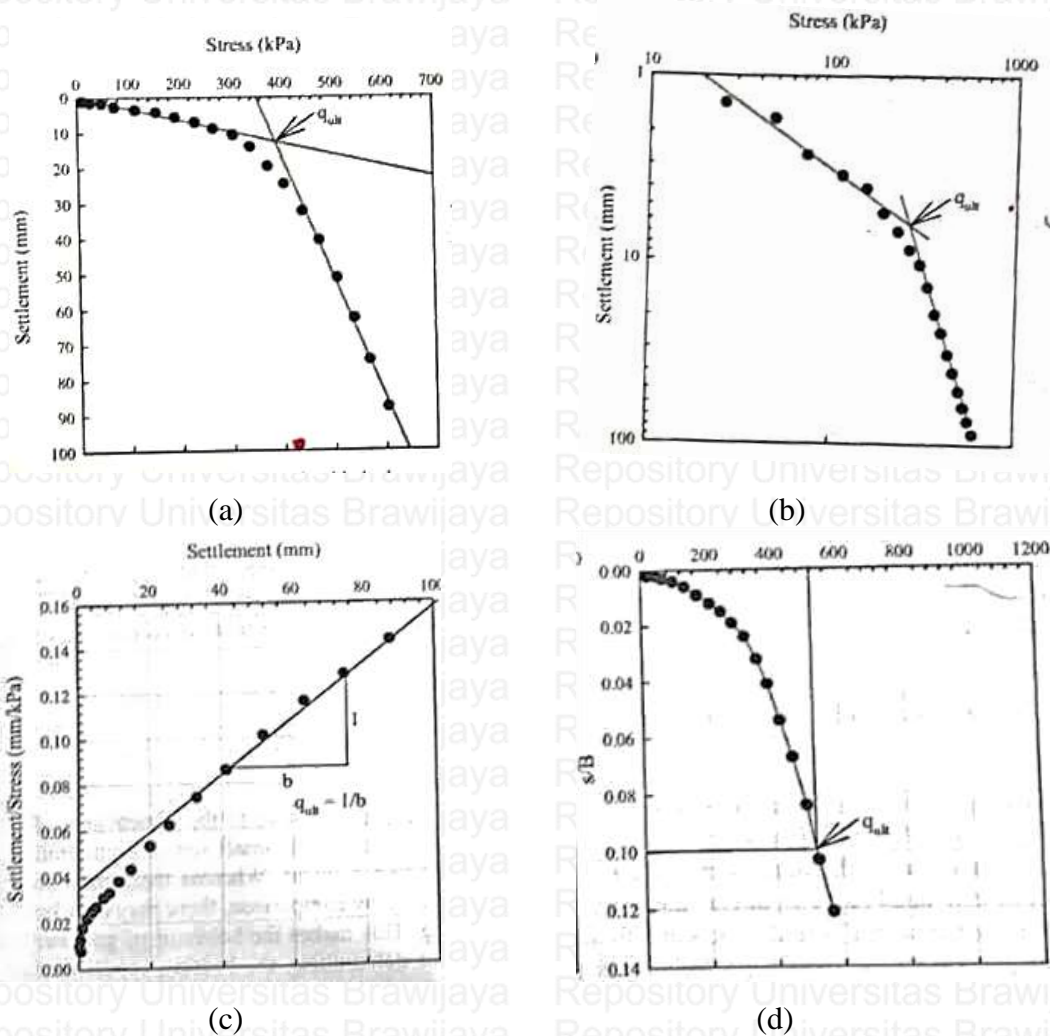 Stress (kPa)
0 100 200 300 400 500 600 700
0
10
20
30
40
50
60
70
80
90
100
Settlement (mm)
q_ult
(a)
Stress (kPa)
10 100 1000
1
10
100
Settlement (mm)
q_ult
(b)
Settlement (mm)
0 20 40 60 80
0.16
0.14
0.12
0.10
0.08
0.06
0.04
0.02
0.00
Settlement/Stress (mm/kPa)
1
b
q_ult = 1/b
(c)
0 200 400 600 800 1000 1200
0.00
0.02
0.04
0.06
0.08
0.10
0.12
0.14
s/B
q_ult
(d)
Repository Universitas Brawijaya